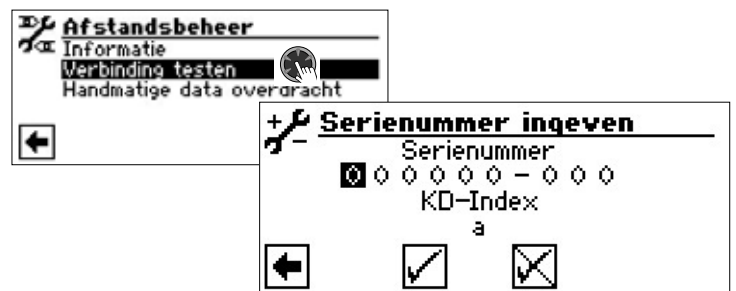 Afstandsbeheer
Informatie
Verbinding testen
Handmatige data overdracht
Serienummer ingeven
Serienummer
0 0 0 0 0 0 - 0 0 0
KD-Index
a